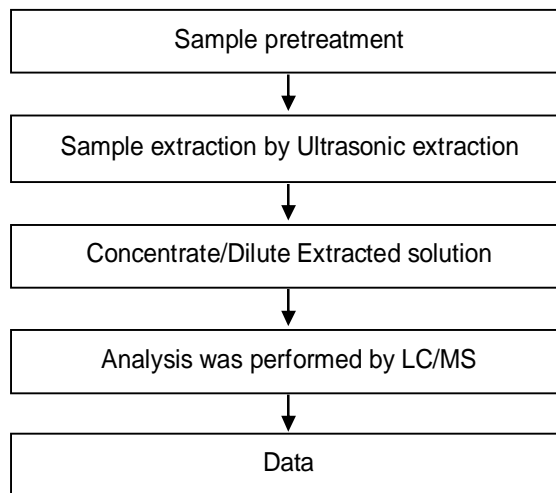 Sample pretreatment
Sample extraction by Ultrasonic extraction
Concentrate/Dilute Extracted solution
Analysis was performed by LC/MS
Data